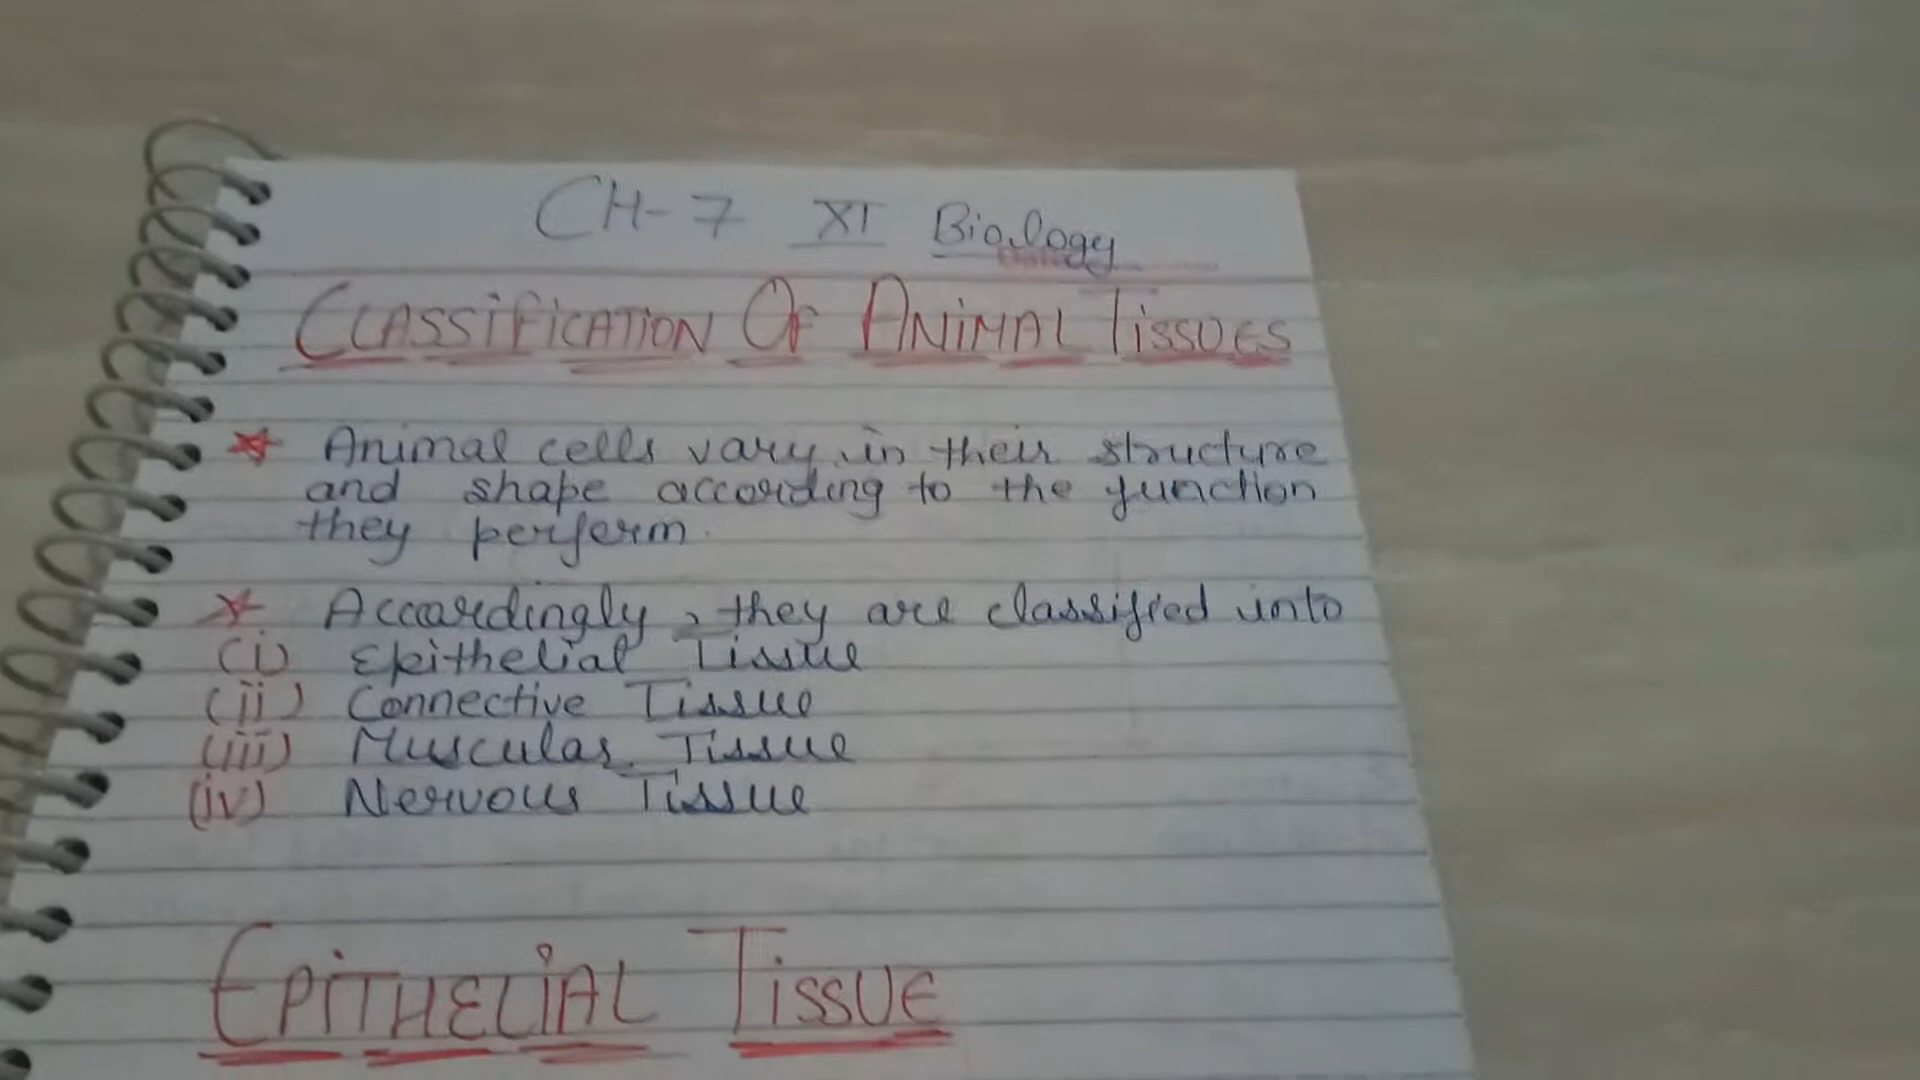 CH-7 XI Biology
CLASSIFICATION OF ANIMAL TISSUES
Animal cells vary in their structure
and shape according to the function
they perform.
Accordingly, they are classified into
(i) Epithelial Tissue
(ii) Connective Tissue
(iii) Muscular Tissue
(iv) Nervous Tissue
EPITHELIAL TISSUE